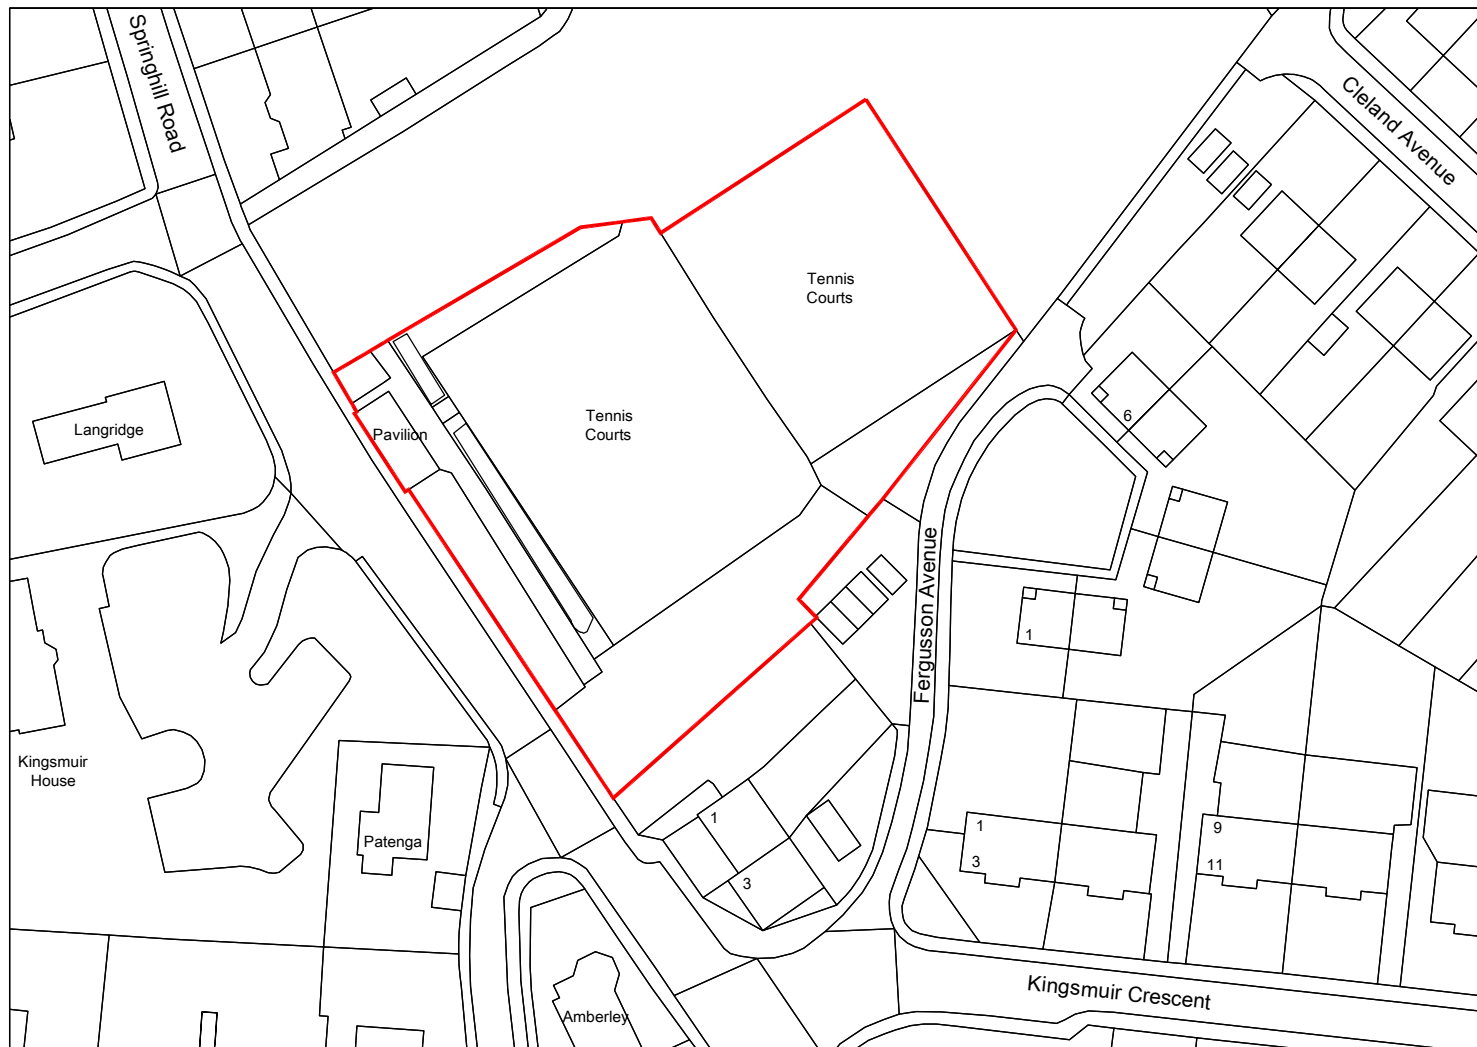 Springhill Road
Cleland Avenue
Tennis
Courts
Tennis
Courts
Pavilion
Langridge
6
Fergusson Avenue
1
Kingsmuir
House
Patenga
1
3
1
3
9
11
Kingsmuir Crescent
Amberley